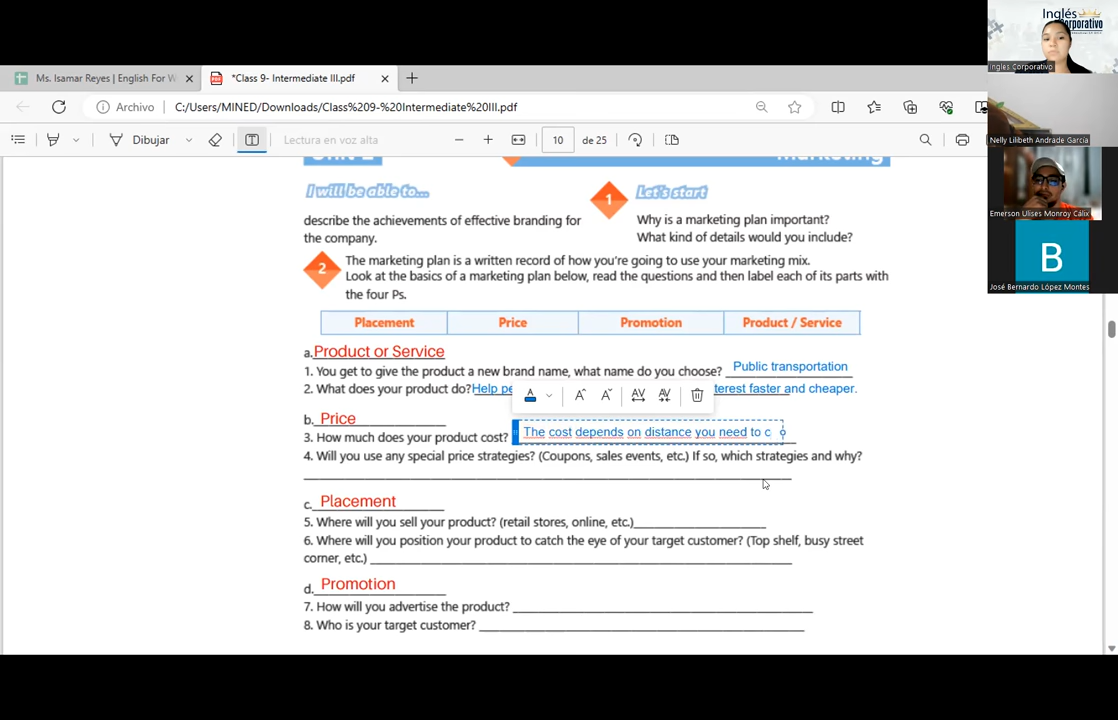 Inglés
Corporativo
Inglés Corporativo
Ms. Isamar Reyes | English For W
*Class 9- Intermediate III.pdf
Archivo
C:/Users/MINED/Downloads/Class%209-%20Intermediate%20III.pdf
Dibujar
Lectura en voz alta
10
de 25
Nelly Lilibeth Andrade García
Emerson Ulises Monroy Cálix
B
José Bernardo López Montes
Marketing
I will be able to...
describe the achievements of effective branding for
the company.
1
Let's start
Why is a marketing plan important?
What kind of details would you include?
2
The marketing plan is a written record of how you're going to use your marketing mix.
Look at the basics of a marketing plan below, read the questions and then label each of its parts with
the four Ps.
Placement
Price
Promotion
Product / Service
a. Product or Service
1. You get to give the product a new brand name, what name do you choose? Public transportation
2. What does your product do? Help pe terest faster and cheaper.
b. Price
3. How much does your product cost? The cost depends on distance you need to c
4. Will you use any special price strategies? (Coupons, sales events, etc.) If so, which strategies and why?
c. Placement
5. Where will you sell your product? (retail stores, online, etc.)
6. Where will you position your product to catch the eye of your target customer? (Top shelf, busy street
corner, etc.)
d. Promotion
7. How will you advertise the product?
8. Who is your target customer?